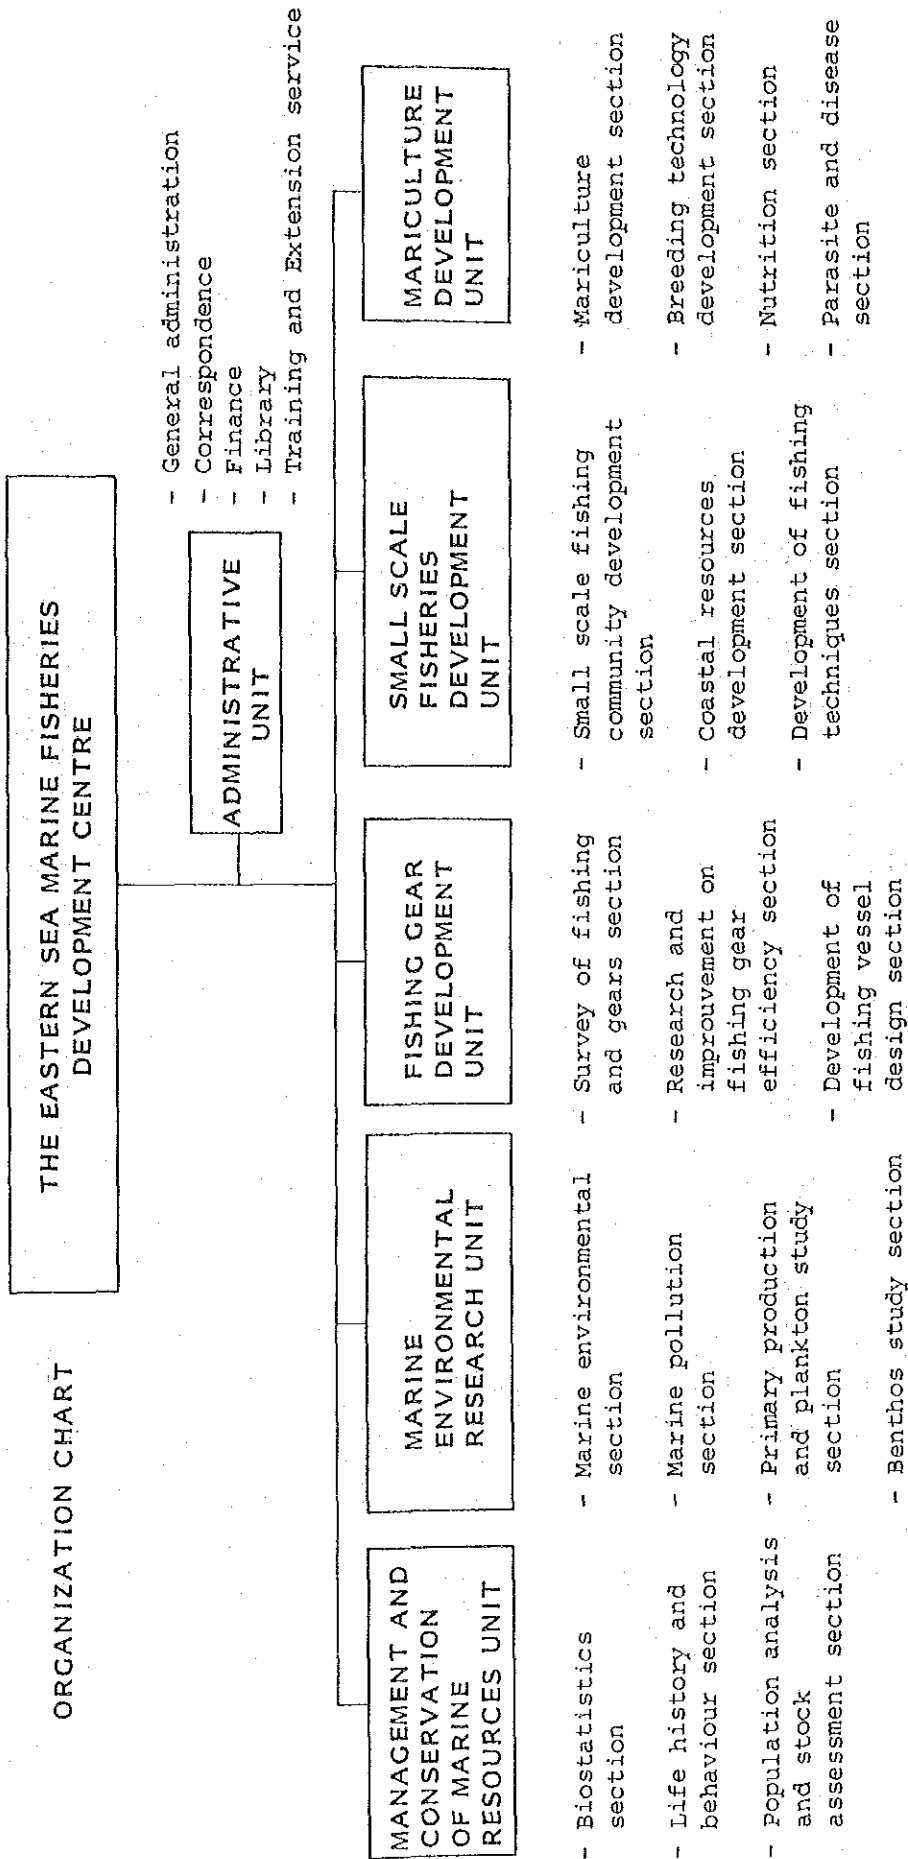 ORGANIZATION CHART
THE EASTERN SEA MARINE FISHERIES
DEVELOPMENT CENTRE
ADMINISTRATIVE
UNIT
- General administration
- Correspondence
- Finance
- Library
- Training and Extension service
MANAGEMENT AND
CONSERVATION
OF MARINE
RESOURCES UNIT
- Biostatistics
section
- Life history and
behaviour section
- Population analysis
and stock
assessment section
MARINE
ENVIRONMENTAL
RESEARCH UNIT
- Marine environmental
section
- Marine pollution
section
- Primary production
and plankton study
section
- Benthos study section
FISHING GEAR
DEVELOPMENT
UNIT
- Survey of fishing
and gears section
- Research and
improuvement on
fishing gear
efficiency section
- Development of
fishing vessel
design section
SMALL SCALE
FISHERIES
DEVELOPMENT
UNIT
- Small scale fishing
community development
section
- Coastal resources
development section
- Development of fishing
techniques section
MARICULTURE
DEVELOPMENT
UNIT
- Mariculture
development section
- Breeding technology
development section
- Nutrition section
- Parasite and disease
section